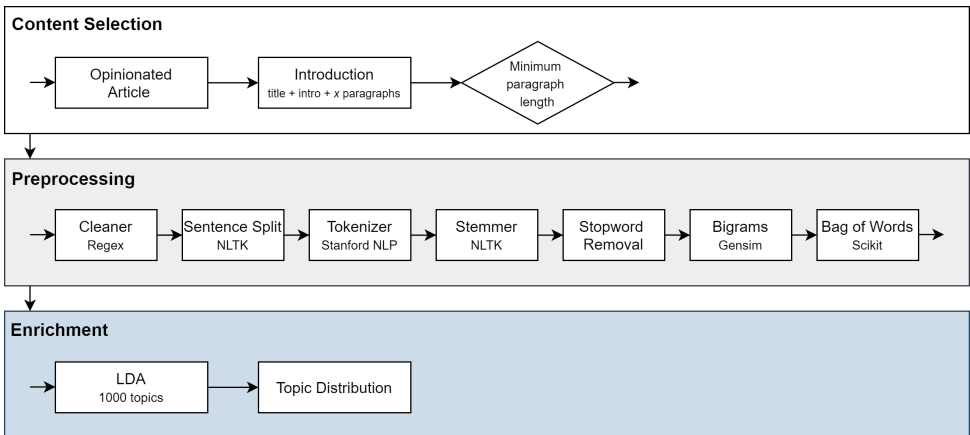 Content Selection
Opinionated
Article
Introduction
title + intro + x paragraphs
Minimum
paragraph
length
Preprocessing
Cleaner
Regex
Sentence Split
NLTK
Tokenizer
Stanford NLP
Stemmer
NLTK
Stopword
Removal
Bigrams
Gensim
Bag of Words
Scikit
Enrichment
LDA
1000 topics
Topic Distribution